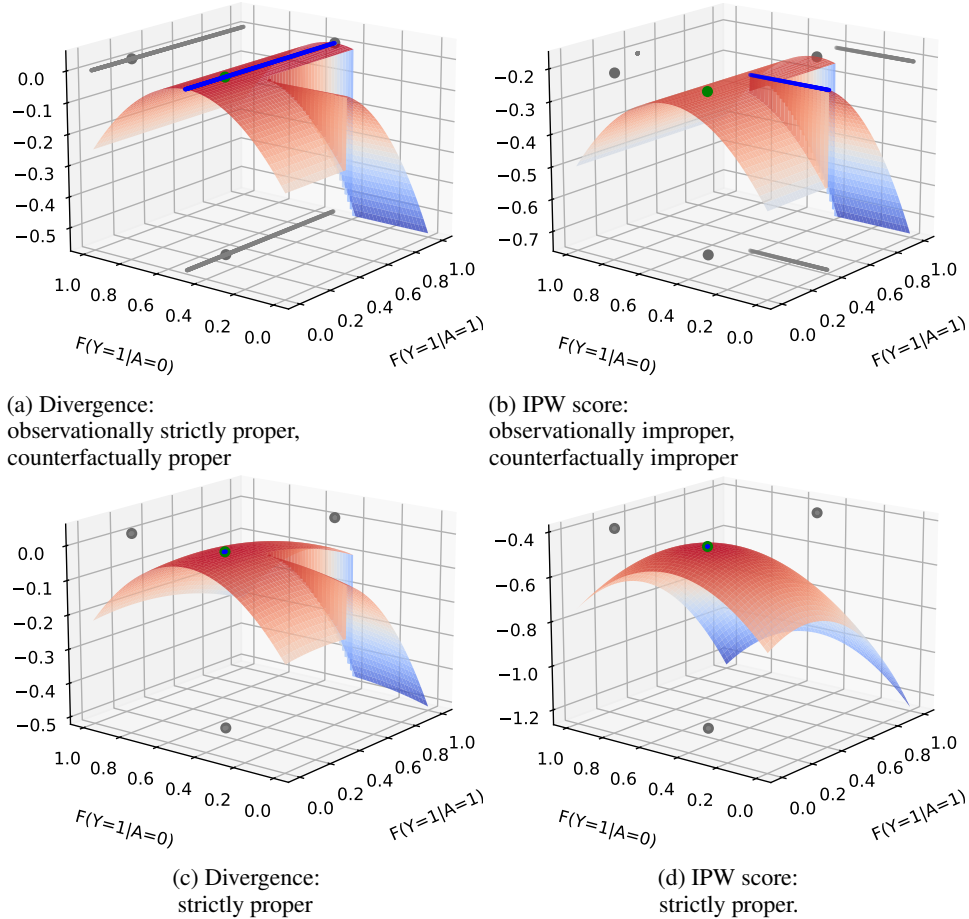 0.0
−0.1
−0.2
−0.3
−0.4
−0.5
1.0 0.8 0.6 0.4 0.2 0.0
0.0 0.2 0.4 0.6 0.8 1.0
F(Y=1|A=0)
F(Y=1|A=1)
−0.2
−0.3
−0.4
−0.5
−0.6
−0.7
1.0 0.8 0.6 0.4 0.2 0.0
0.0 0.2 0.4 0.6 0.8 1.0
F(Y=1|A=0)
F(Y=1|A=1)
(a) Divergence:
observationally strictly proper,
counterfactually proper
(b) IPW score:
observationally improper,
counterfactually improper
0.0
−0.1
−0.2
−0.3
−0.4
−0.5
1.0 0.8 0.6 0.4 0.2 0.0
0.0 0.2 0.4 0.6 0.8 1.0
F(Y=1|A=0)
F(Y=1|A=1)
−0.4
−0.6
−0.8
−1.0
−1.2
1.0 0.8 0.6 0.4 0.2 0.0
0.0 0.2 0.4 0.6 0.8 1.0
F(Y=1|A=0)
F(Y=1|A=1)
(c) Divergence:
strictly proper
(d) IPW score:
strictly proper.